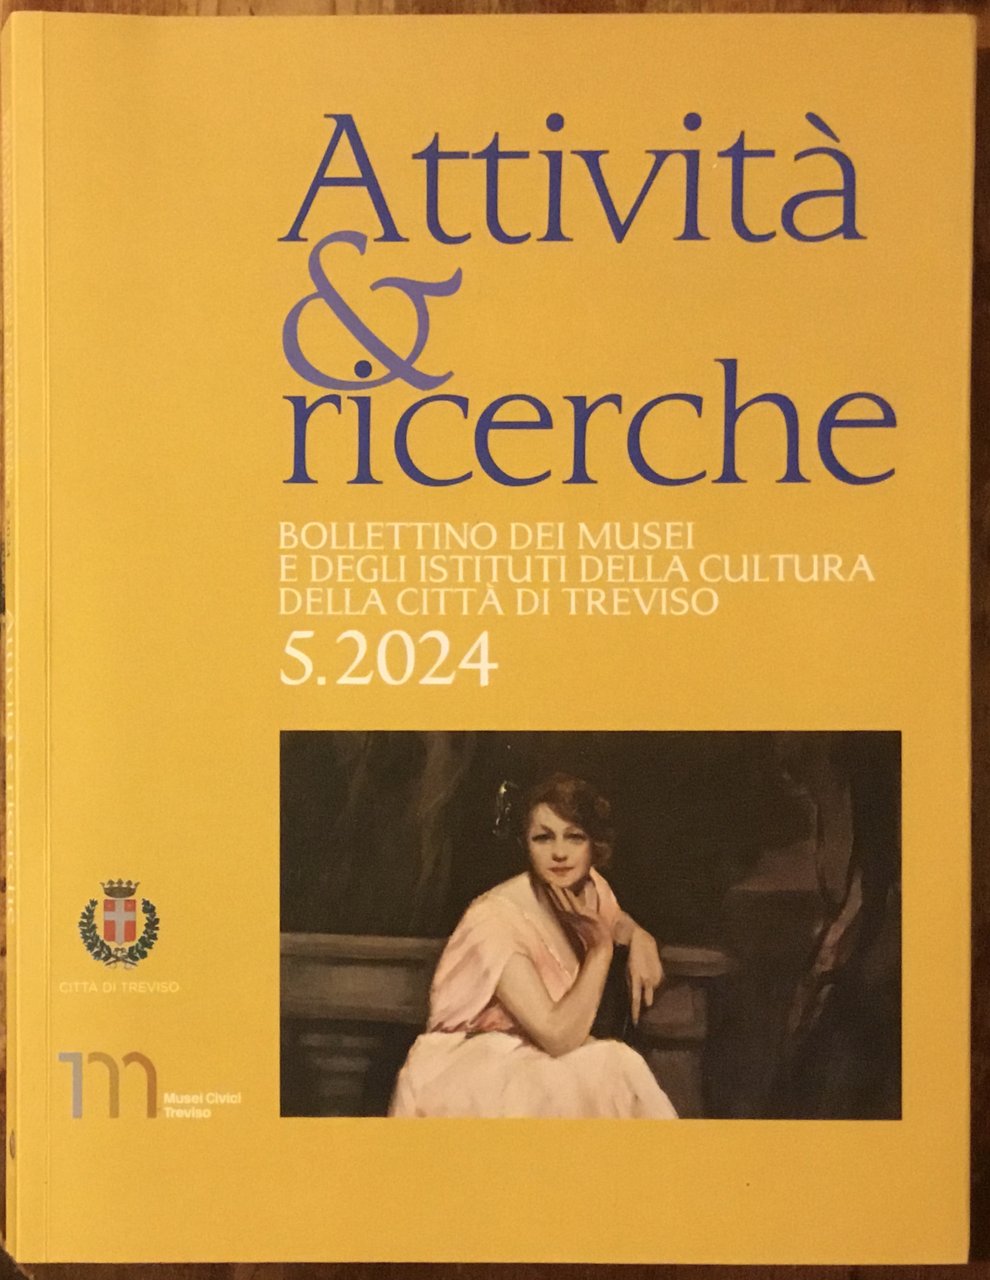 Attività
&
ricerche
BOLLETTINO DEI MUSEI
E DEGLI ISTITUTI DELLA CULTURA
DELLA CITTÀ DI TREVISO
5.2024
CITTÀ DI TREVISO
m
Musei Civici
Treviso